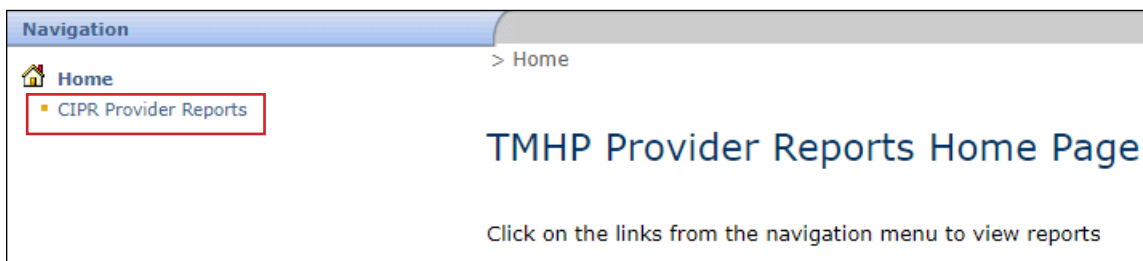 Navigation
Home
CIPR Provider Reports
> Home
TMHP Provider Reports Home Page
Click on the links from the navigation menu to view reports